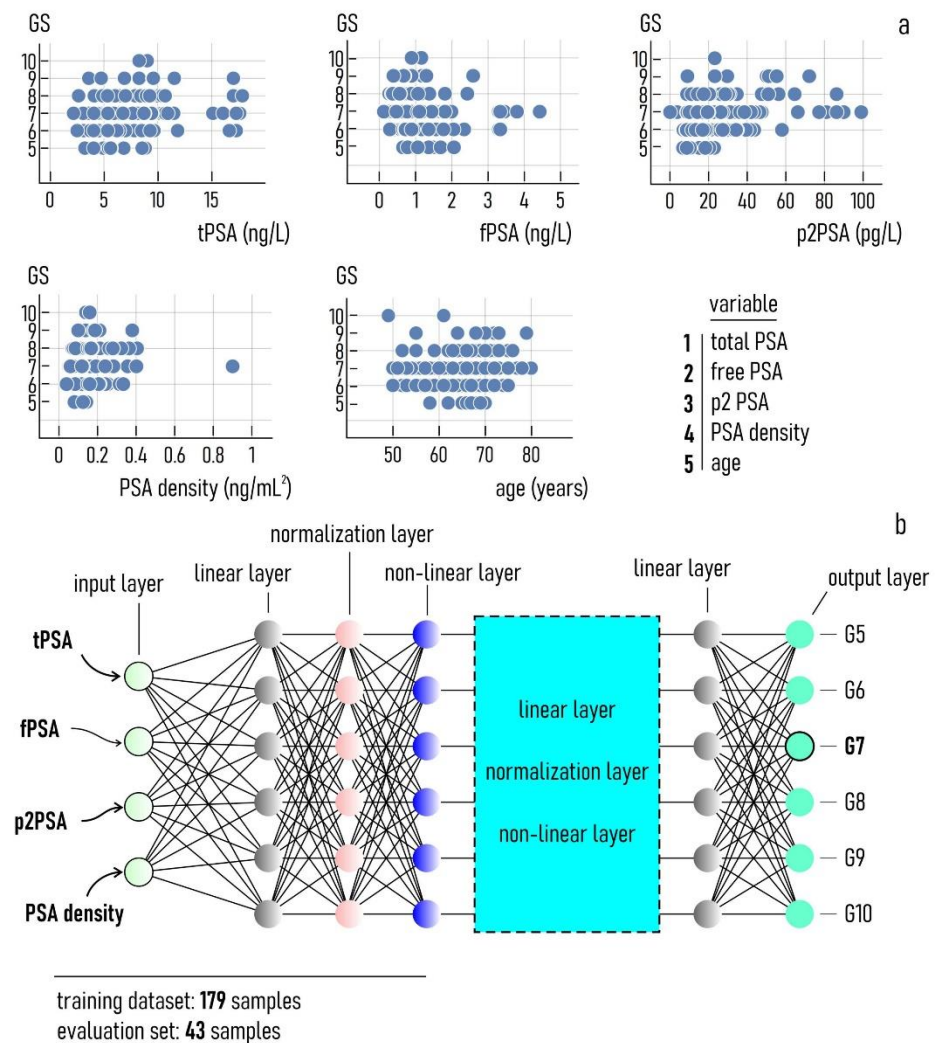 GS
GS
GS
a
10
9
8
7
6
5
0 5 10 15
tPSA (ng/L)
10
9
8
7
6
5
0 1 2 3 4 5
fPSA (ng/L)
10
9
8
7
6
5
0 20 40 60 80 100
p2PSA (pg/L)
GS
10
9
8
7
6
5
0 0.2 0.4 0.6 0.8 1
PSA density (ng/mL²)
GS
10
9
8
7
6
5
50 60 70 80
age (years)
variable
1 total PSA
2 free PSA
3 p2 PSA
4 PSA density
5 age
b
normalization layer
linear layer
non-linear layer
linear layer
input layer
output layer
tPSA
fPSA
p2PSA
PSA density
linear layer
normalization layer
non-linear layer
G5
G6
G7
G8
G9
G10
training dataset: 179 samples
evaluation set: 43 samples